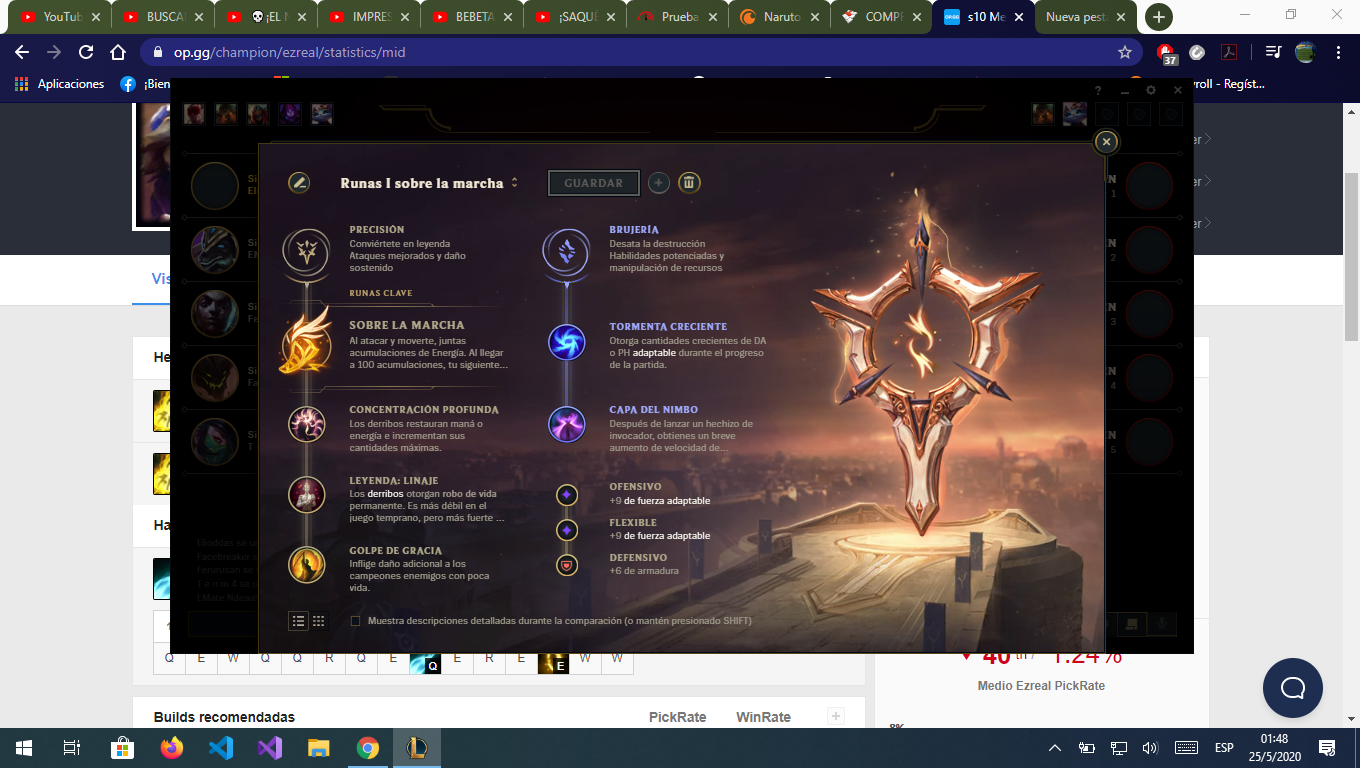 YouTub
BUSCA
¡EL M
IMPRES
BEBETA
¡SAQUÉ
Prueba
Naruto
COMPR
s10 Me
Nueva pest
op.gg/champion/ezreal/statistics/mid
37
Aplicaciones
¡Bien
roll - Regíst...
Runas I sobre la marcha
GUARDAR
PRECISIÓN
Conviértete en leyenda
Ataques mejorados y daño
sostenido
RUNAS CLAVE
SOBRE LA MARCHA
Al atacar y moverte, juntas
acumulaciones de Energía. Al llegar
a 100 acumulaciones, tu siguiente...
CONCENTRACIÓN PROFUNDA
Los derribos restauran maná o
energía e incrementan sus
cantidades máximas.
LEYENDA: LINAJE
Los derribos otorgan robo de vida
permanente. Es más débil en el
juego temprano, pero más fuerte ...
GOLPE DE GRACIA
Inflige daño adicional a los
campeones enemigos con poca
vida.
BRUJERÍA
Desata la destrucción
Habilidades potenciadas y
manipulación de recursos
TORMENTA CRECIENTE
Otorga cantidades crecientes de DA
o PH adaptable durante el progreso
de la partida.
CAPA DEL NIMBO
Después de lanzar un hechizo de
invocador, obtienes un breve
aumento de velocidad de...
OFENSIVO
+9 de fuerza adaptable
FLEXIBLE
+9 de fuerza adaptable
DEFENSIVO
+6 de armadura
Muestra descripciones detalladas durante la comparación (o mantén presionado SHIFT)
Vis
He
Ha
Q E W Q Q R Q E Q E R E E W W
40th / 1.24%
Medio Ezreal PickRate
Builds recomendadas PickRate WinRate
8%
ESP
01:48
25/5/2020